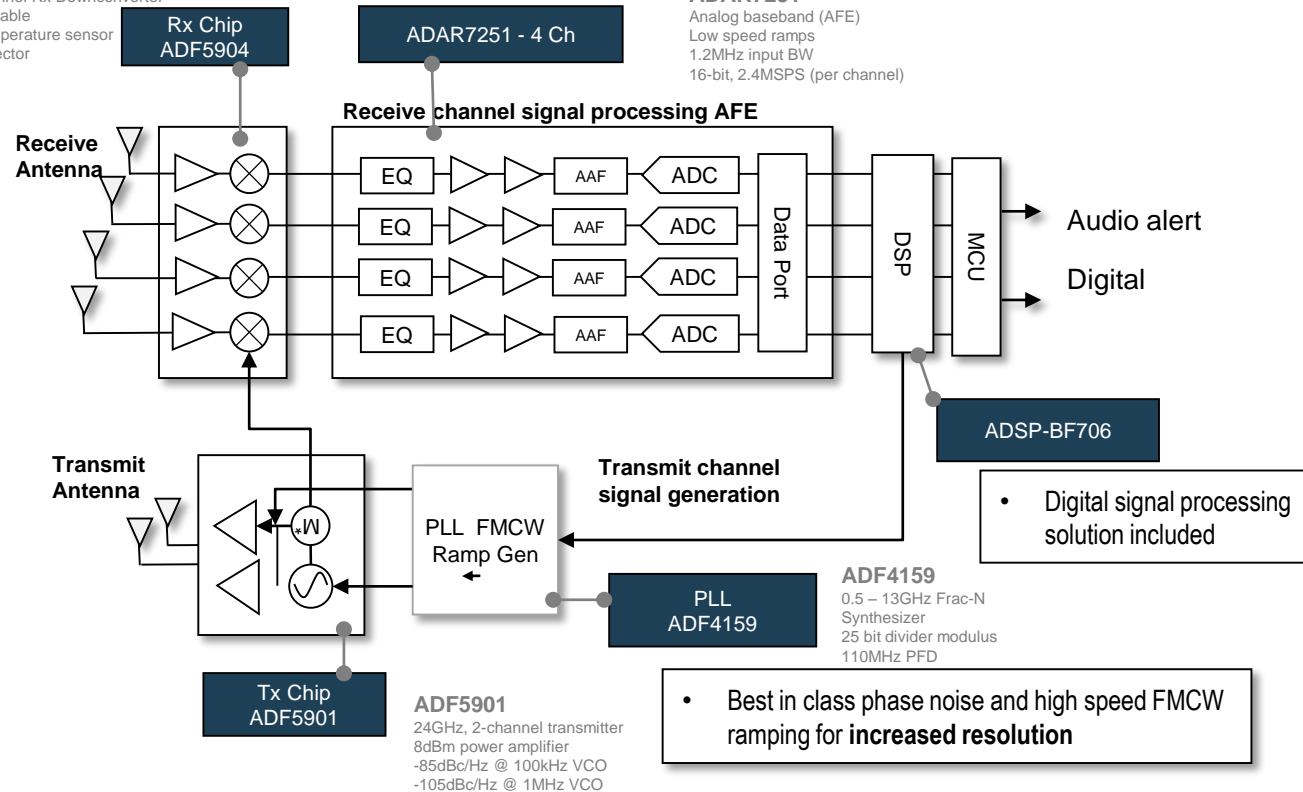 Rx Chip
ADF5904
ADAR7251 - 4 Ch
Analog baseband (AFE)
Low speed ramps
1.2MHz input BW
16-bit, 2.4MSPS (per channel)
Receive channel signal processing AFE
Receive
Antenna
EQ
AAF
ADC
EQ
AAF
ADC
EQ
AAF
ADC
EQ
AAF
ADC
Data Port
DSP
MCU
Audio alert
Digital
ADSP-BF706
• Digital signal processing
solution included
Transmit
Antenna
*M
PLL FMCW
Ramp Gen
Transmit channel
signal generation
PLL
ADF4159
ADF4159
0.5 – 13GHz Frac-N
Synthesizer
25 bit divider modulus
110MHz PFD
Tx Chip
ADF5901
ADF5901
24GHz, 2-channel transmitter
8dBm power amplifier
-85dBc/Hz @ 100kHz VCO
-105dBc/Hz @ 1MHz VCO
• Best in class phase noise and high speed FMCW
ramping for increased resolution